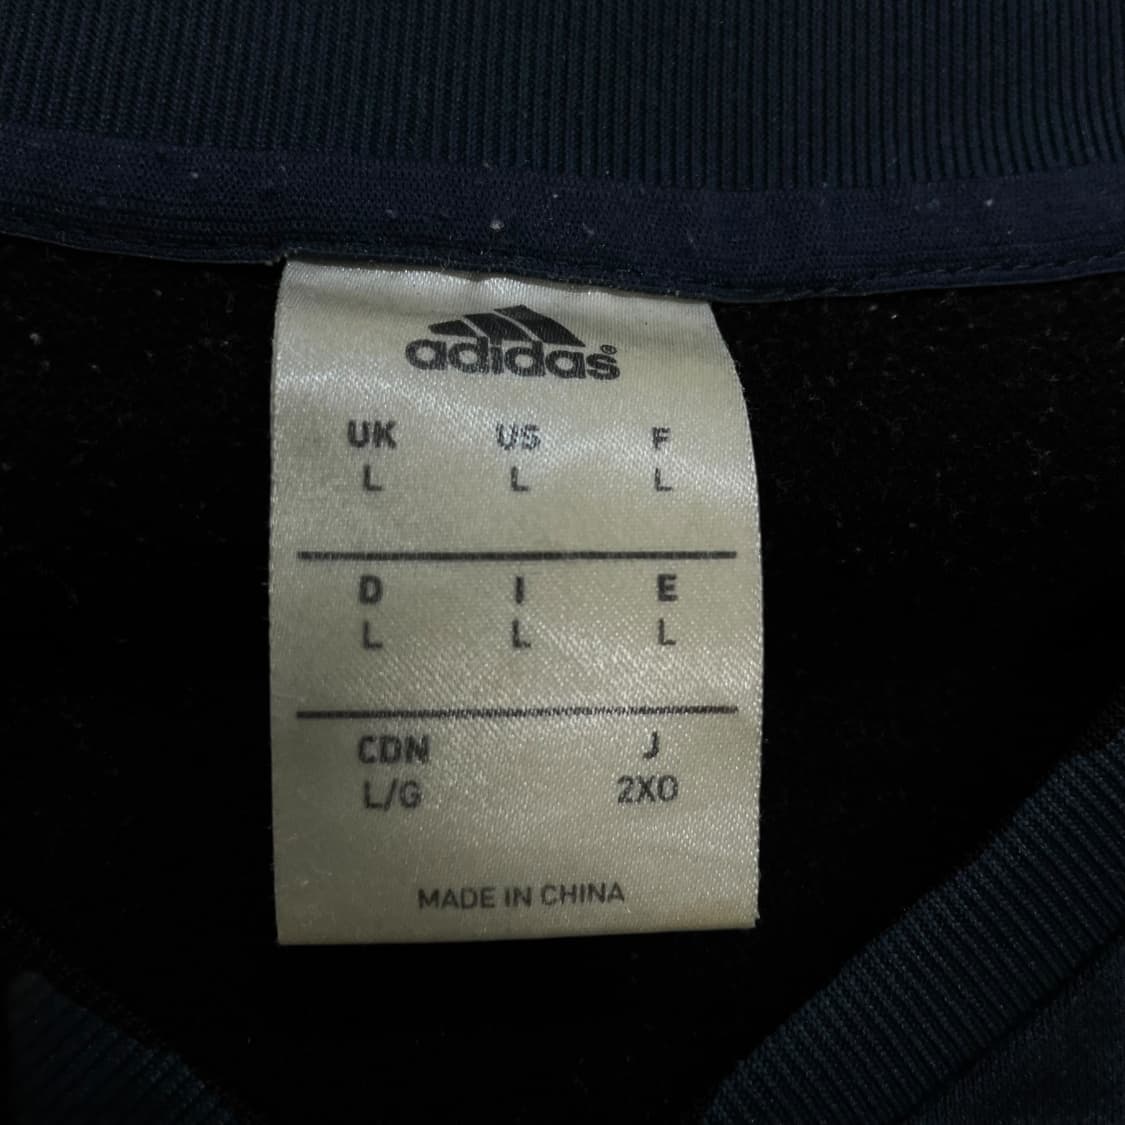 adidas®
UK US F
L L L
D I E
L L L
CDN J
L/G 2XO
MADE IN CHINA